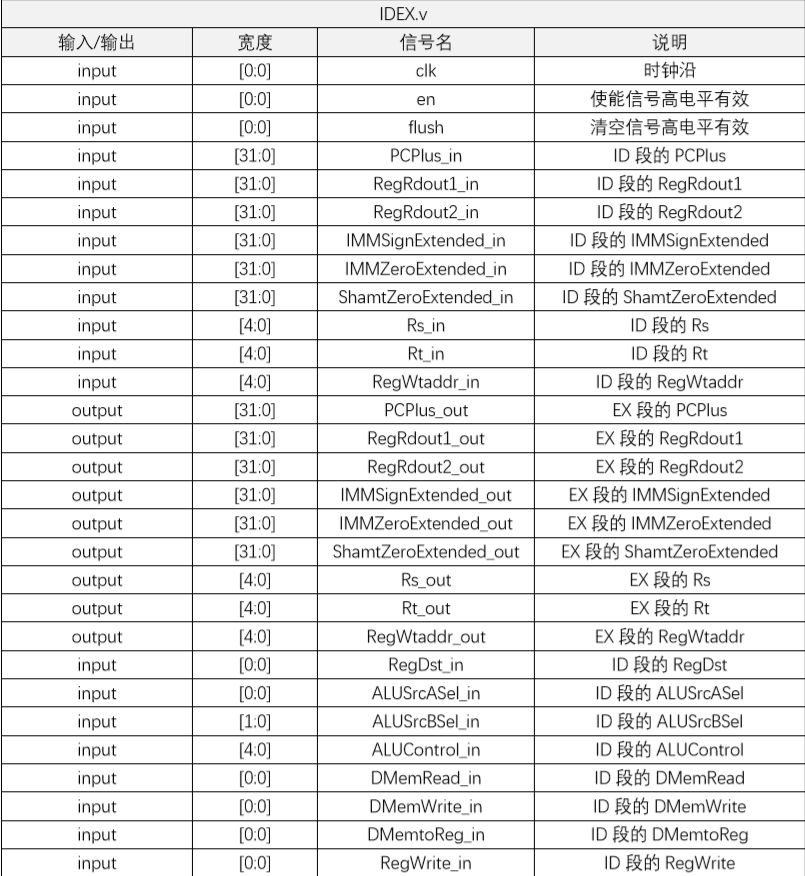 IDEX.v
输入/输出 宽度 信号名 说明
input [0:0] clk 时钟沿
input [0:0] en 使能信号高电平有效
input [0:0] flush 清空信号高电平有效
input [31:0] PCPlus_in ID 段的 PCPlus
input [31:0] RegRdout1_in ID 段的 RegRdout1
input [31:0] RegRdout2_in ID 段的 RegRdout2
input [31:0] IMMSignExtended_in ID 段的 IMMSignExtended
input [31:0] IMMZeroExtended_in ID 段的 IMMZeroExtended
input [31:0] ShamtZeroExtended_in ID 段的 ShamtZeroExtended
input [4:0] Rs_in ID 段的 Rs
input [4:0] Rt_in ID 段的 Rt
input [4:0] RegWtaddr_in ID 段的 RegWtaddr
output [31:0] PCPlus_out EX 段的 PCPlus
output [31:0] RegRdout1_out EX 段的 RegRdout1
output [31:0] RegRdout2_out EX 段的 RegRdout2
output [31:0] IMMSignExtended_out EX 段的 IMMSignExtended
output [31:0] IMMZeroExtended_out EX 段的 IMMZeroExtended
output [31:0] ShamtZeroExtended_out EX 段的 ShamtZeroExtended
output [4:0] Rs_out EX 段的 Rs
output [4:0] Rt_out EX 段的 Rt
output [4:0] RegWtaddr_out EX 段的 RegWtaddr
input [0:0] RegDst_in ID 段的 RegDst
input [0:0] ALUSrcASel_in ID 段的 ALUSrcASel
input [1:0] ALUSrcBSel_in ID 段的 ALUSrcBSel
input [4:0] ALUControl_in ID 段的 ALUControl
input [0:0] DMemRead_in ID 段的 DMemRead
input [0:0] DMemWrite_in ID 段的 DMemWrite
input [0:0] DMemtoReg_in ID 段的 DMemtoReg
input [0:0] RegWrite_in ID 段的 RegWrite